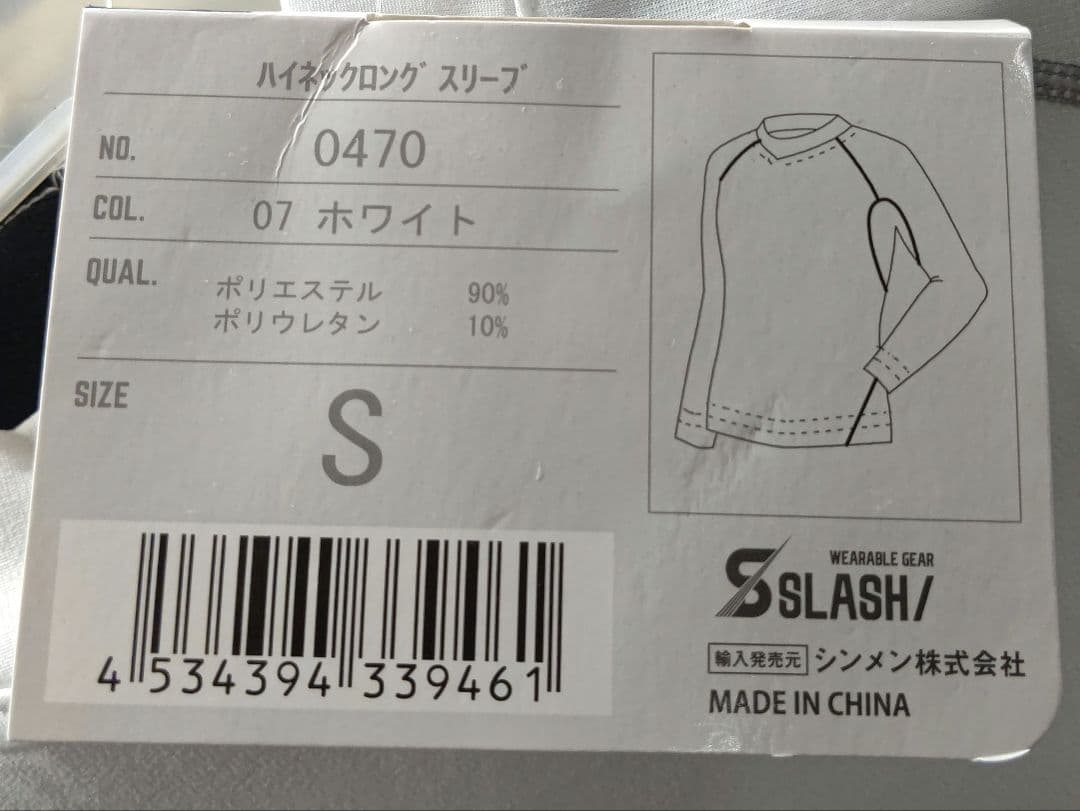 ハイネックロング スリーブ
NO. 0470
COL. 07 ホワイト
QUAL. ポリエステル 90%
ポリウレタン 10%
SIZE S
4 534394 339461
WEARABLE GEAR
SSLASH/
輸入発売元 シンメン株式会社
MADE IN CHINA